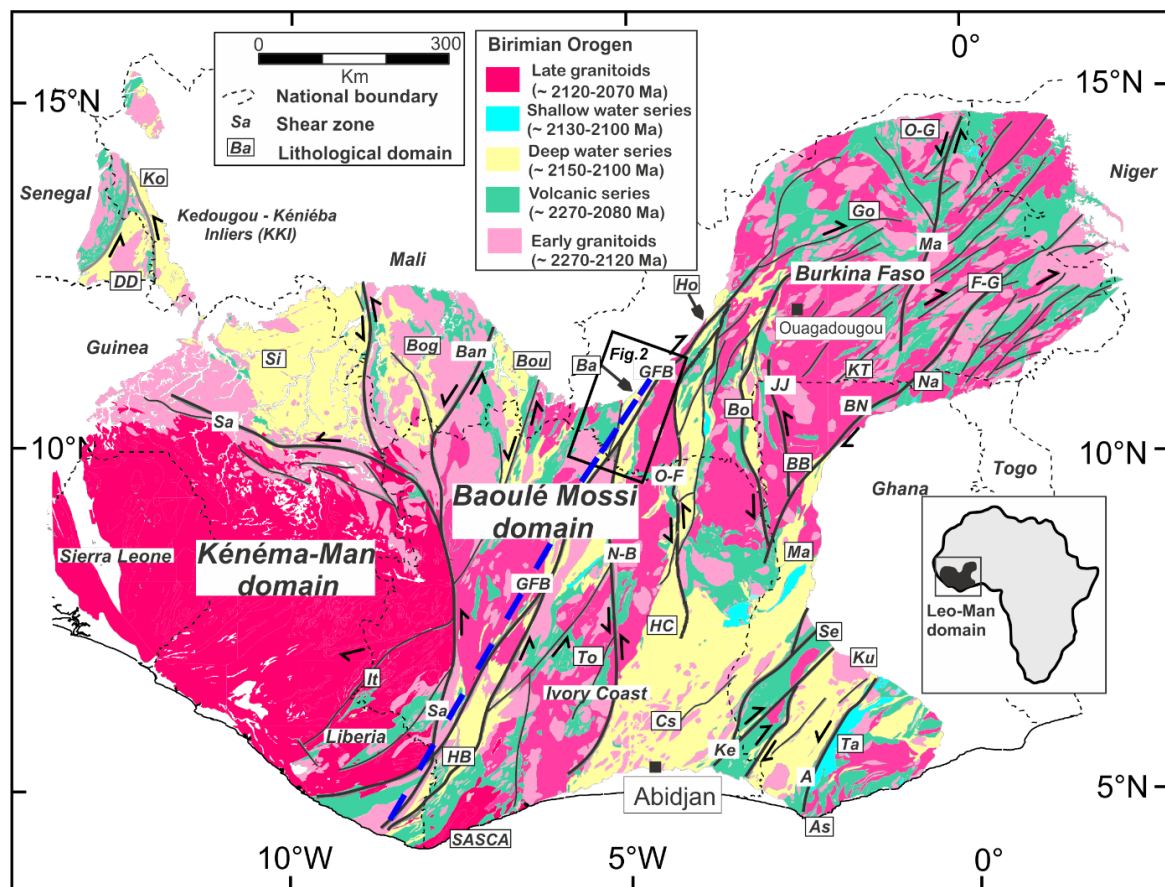 0°
0
300
Km
National boundary
Sa
Shear zone
Ba
Lithological domain
Birimian Orogen
Late granitoids
(~ 2120-2070 Ma)
Shallow water series
(~ 2130-2100 Ma)
Deep water series
(~ 2150-2100 Ma)
Volcanic series
(~ 2270-2080 Ma)
Early granitoids
(~ 2270-2120 Ma)
15°N
15°N
O-G
Niger
Senegal
Ko
Kedougou - Kéniéba
Inliers (KKI)
DD
Go
Ma
Mali
Burkina Faso
F-G
Ho
Ouagadougou
Guinea
Si
Bog
Ban
Bou
Ba
Fig.2
GFB
KT
Na
JJ
Bo
BN
Sa
10°N
10°N
BB
O-F
Togo
Ghana
Baoulé Mossi
domain
Kénéma-Man
domain
Sierra Leone
N-B
Ma
GFB
Leo-Man
domain
HC
Se
Ku
To
It
Ivory Coast
Sa
Cs
Liberia
HB
Ke
Ta
A
5°N
Abidjan
As
SASCA
10°W
5°W
0°